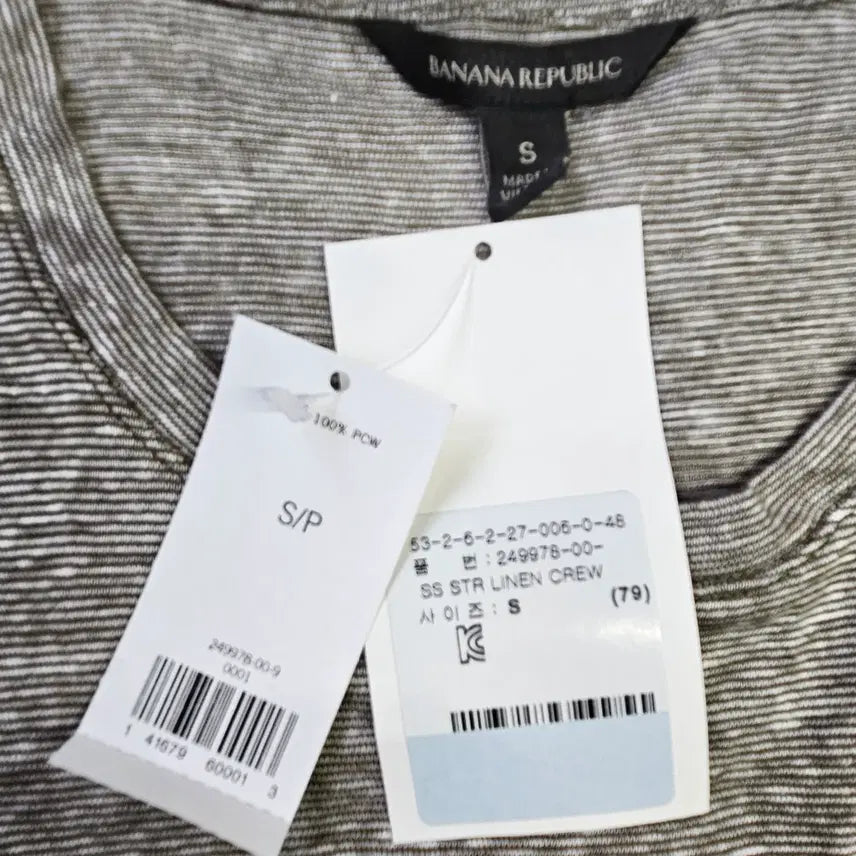 BANANA REPUBLIC
S
MADE
100% PCW
S/P
249978-00-9
0001
1 41679 60001 3
53-2-6-2-27-006-0-48
품 번 : 249978-00-
SS STR LINEN CREW
사 이 즈 : S (79)